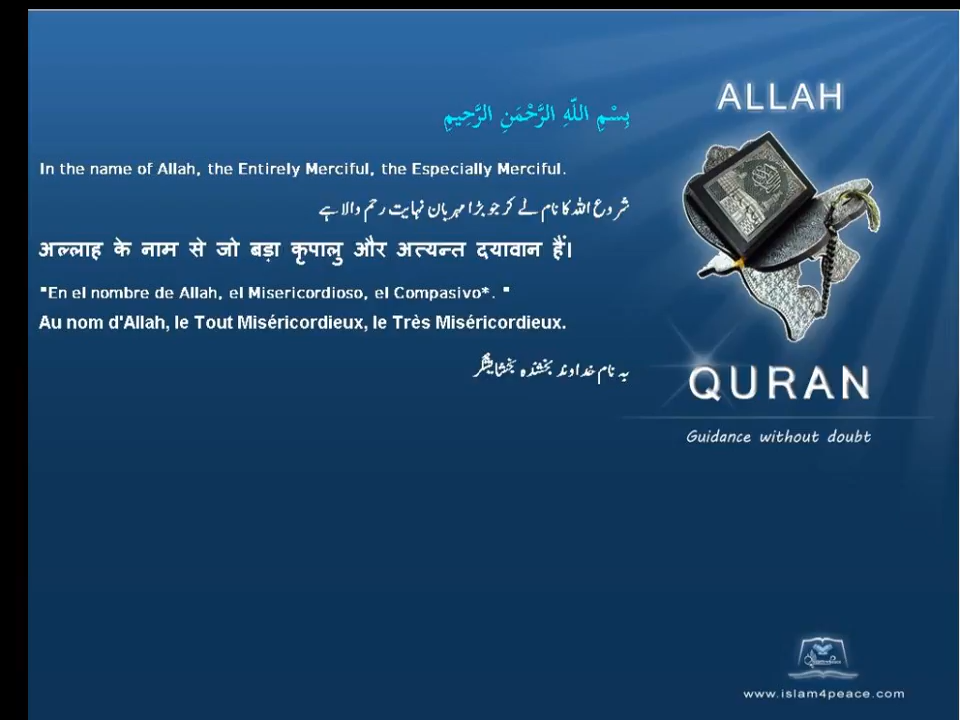 بِسْمِ اللَّهِ الرَّحْمَنِ الرَّحِيمِ
In the name of Allah, the Entirely Merciful, the Especially Merciful.
شروع اللہ کا نام لے کر جو بڑا مہربان نہایت رحم والا ہے
अल्लाह के नाम से जो बड़ा कृपालु और अत्यन्त दयावान हैं।
"En el nombre de Allah, el Misericordioso, el Compasivo*. "
Au nom d'Allah, le Tout Miséricordieux, le Très Miséricordieux.
به نام خداوند بخشنده بخشایشگر
ALLAH
QURAN
Guidance without doubt
www.islam4peace.com